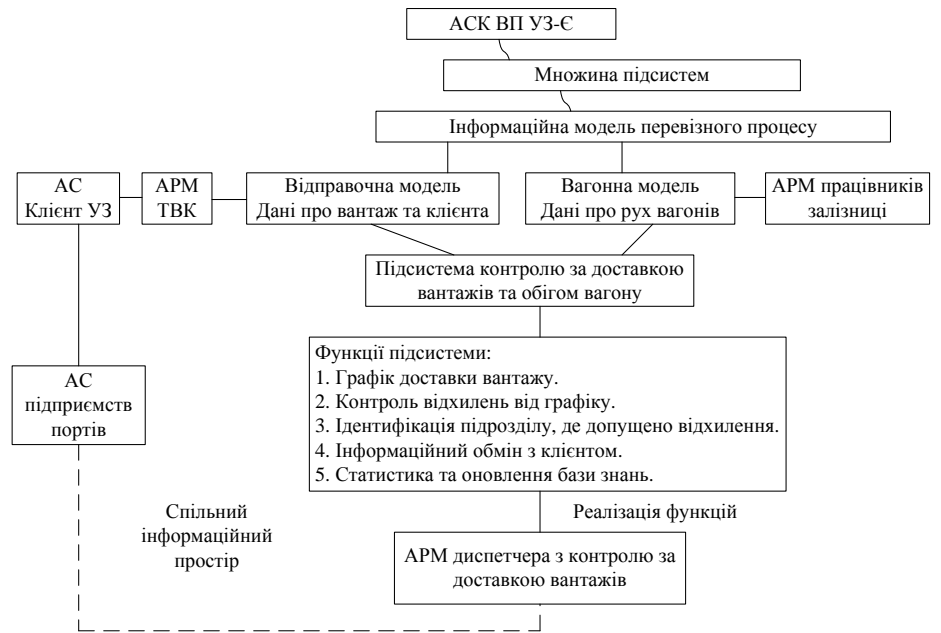 АСК ВП УЗ-Є
Множина підсистем
Інформаційна модель перевізного процесу
АС
Клієнт УЗ
АРМ
ТВК
Відправочна модель
Дані про вантаж та клієнта
Вагонна модель
Дані про рух вагонів
АРМ працівників
залізниці
Підсистема контролю за доставкою
вантажів та обігом вагону
Функції підсистеми:
1. Графік доставки вантажу.
2. Контроль відхилень від графіку.
3. Ідентифікація підрозділу, де допущено відхилення.
4. Інформаційний обмін з клієнтом.
5. Статистика та оновлення бази знань.
АС
підприємств
портів
Спільний
інформаційний
простір
Реалізація функцій
АРМ диспетчера з контролю за
доставкою вантажів